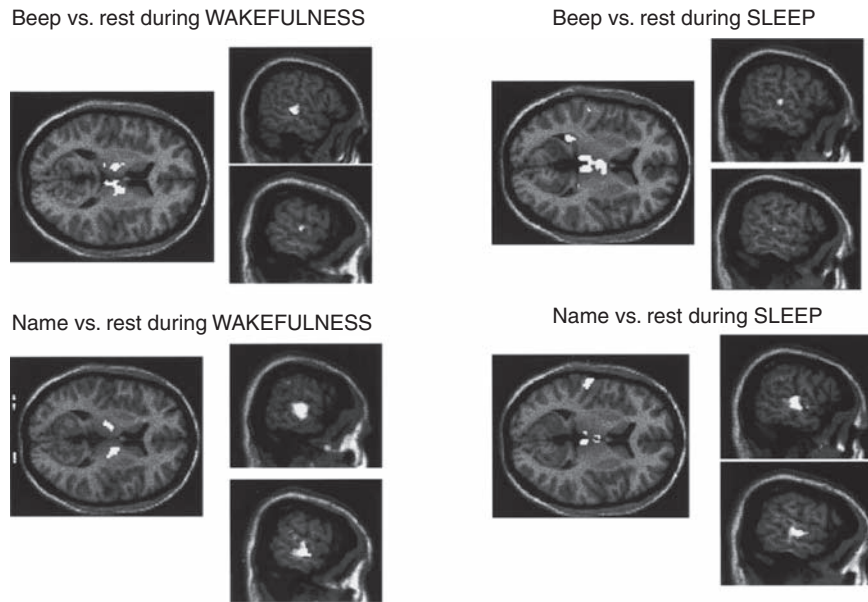 Beep vs. rest during WAKEFULNESS
Beep vs. rest during SLEEP
Name vs. rest during WAKEFULNESS
Name vs. rest during SLEEP